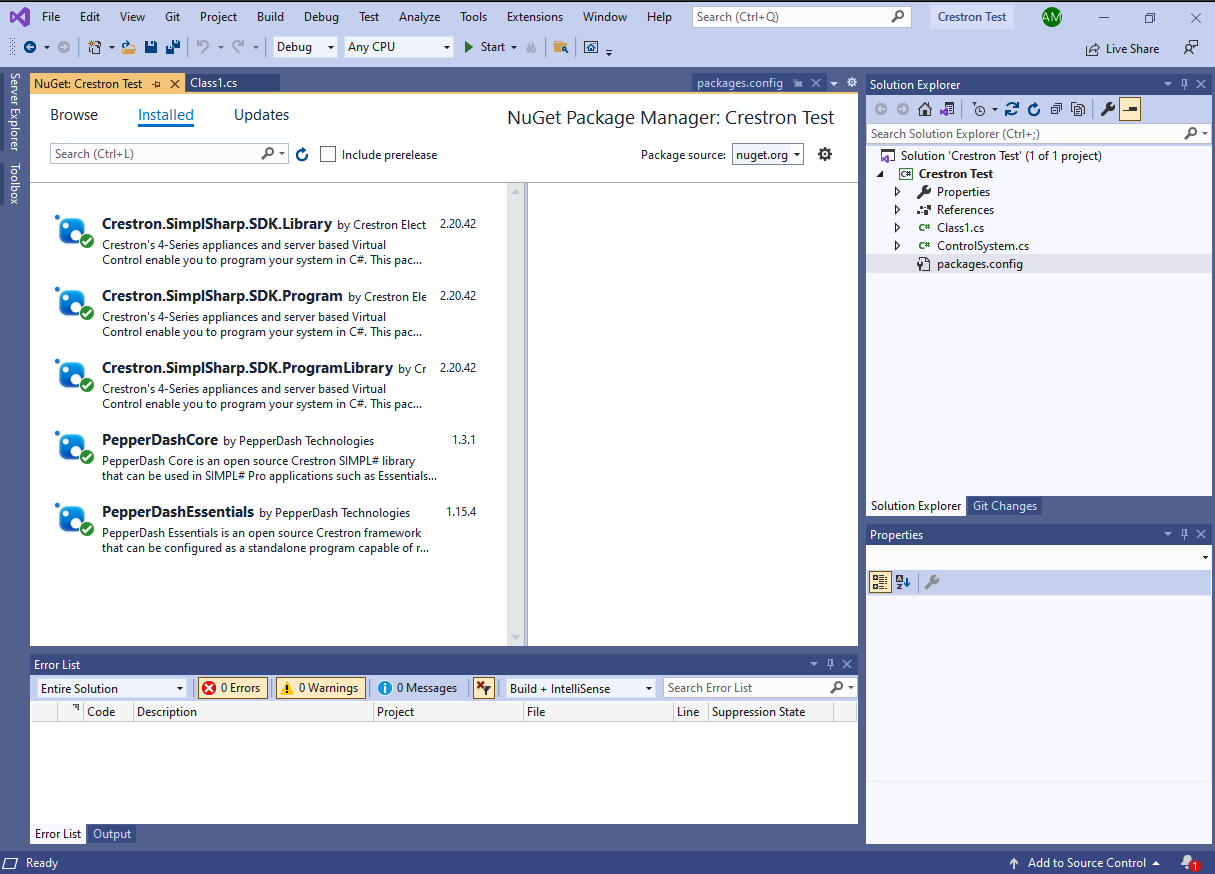 File Edit View Git Project Build Debug Test Analyze Tools Extensions Window Help Search (Ctrl+Q) Crestron Test AM
Debug Any CPU Start Live Share
Server Explorer
Toolbox
NuGet: Crestron Test Class1.cs packages.config
Browse Installed Updates
NuGet Package Manager: Crestron Test
Search (Ctrl+L) Include prerelease Package source: nuget.org
Crestron.SimplSharp.SDK.Library by Crestron Elect 2.20.42
Crestron's 4-Series appliances and server based Virtual
Control enable you to program your system in C#. This pac...
Crestron.SimplSharp.SDK.Program by Crestron Ele 2.20.42
Crestron's 4-Series appliances and server based Virtual
Control enable you to program your system in C#. This pac...
Crestron.SimplSharp.SDK.ProgramLibrary by Cr 2.20.42
Crestron's 4-Series appliances and server based Virtual
Control enable you to program your system in C#. This pac...
PepperDashCore by PepperDash Technologies 1.3.1
PepperDash Core is an open source Crestron SIMPL# library
that can be used in SIMPL# Pro applications such as Essentials...
PepperDashEssentials by PepperDash Technologies 1.15.4
PepperDash Essentials is an open source Crestron framework
that can be configured as a standalone program capable of r...
Solution Explorer
Search Solution Explorer (Ctrl+;)
Solution 'Crestron Test' (1 of 1 project)
C# Crestron Test
Properties
References
C# Class1.cs
C# ControlSystem.cs
packages.config
Solution Explorer Git Changes
Properties
Error List
Entire Solution 0 Errors 0 Warnings 0 Messages Build + IntelliSense Search Error List
Code Description Project File Line Suppression State
Error List Output
Ready Add to Source Control 1